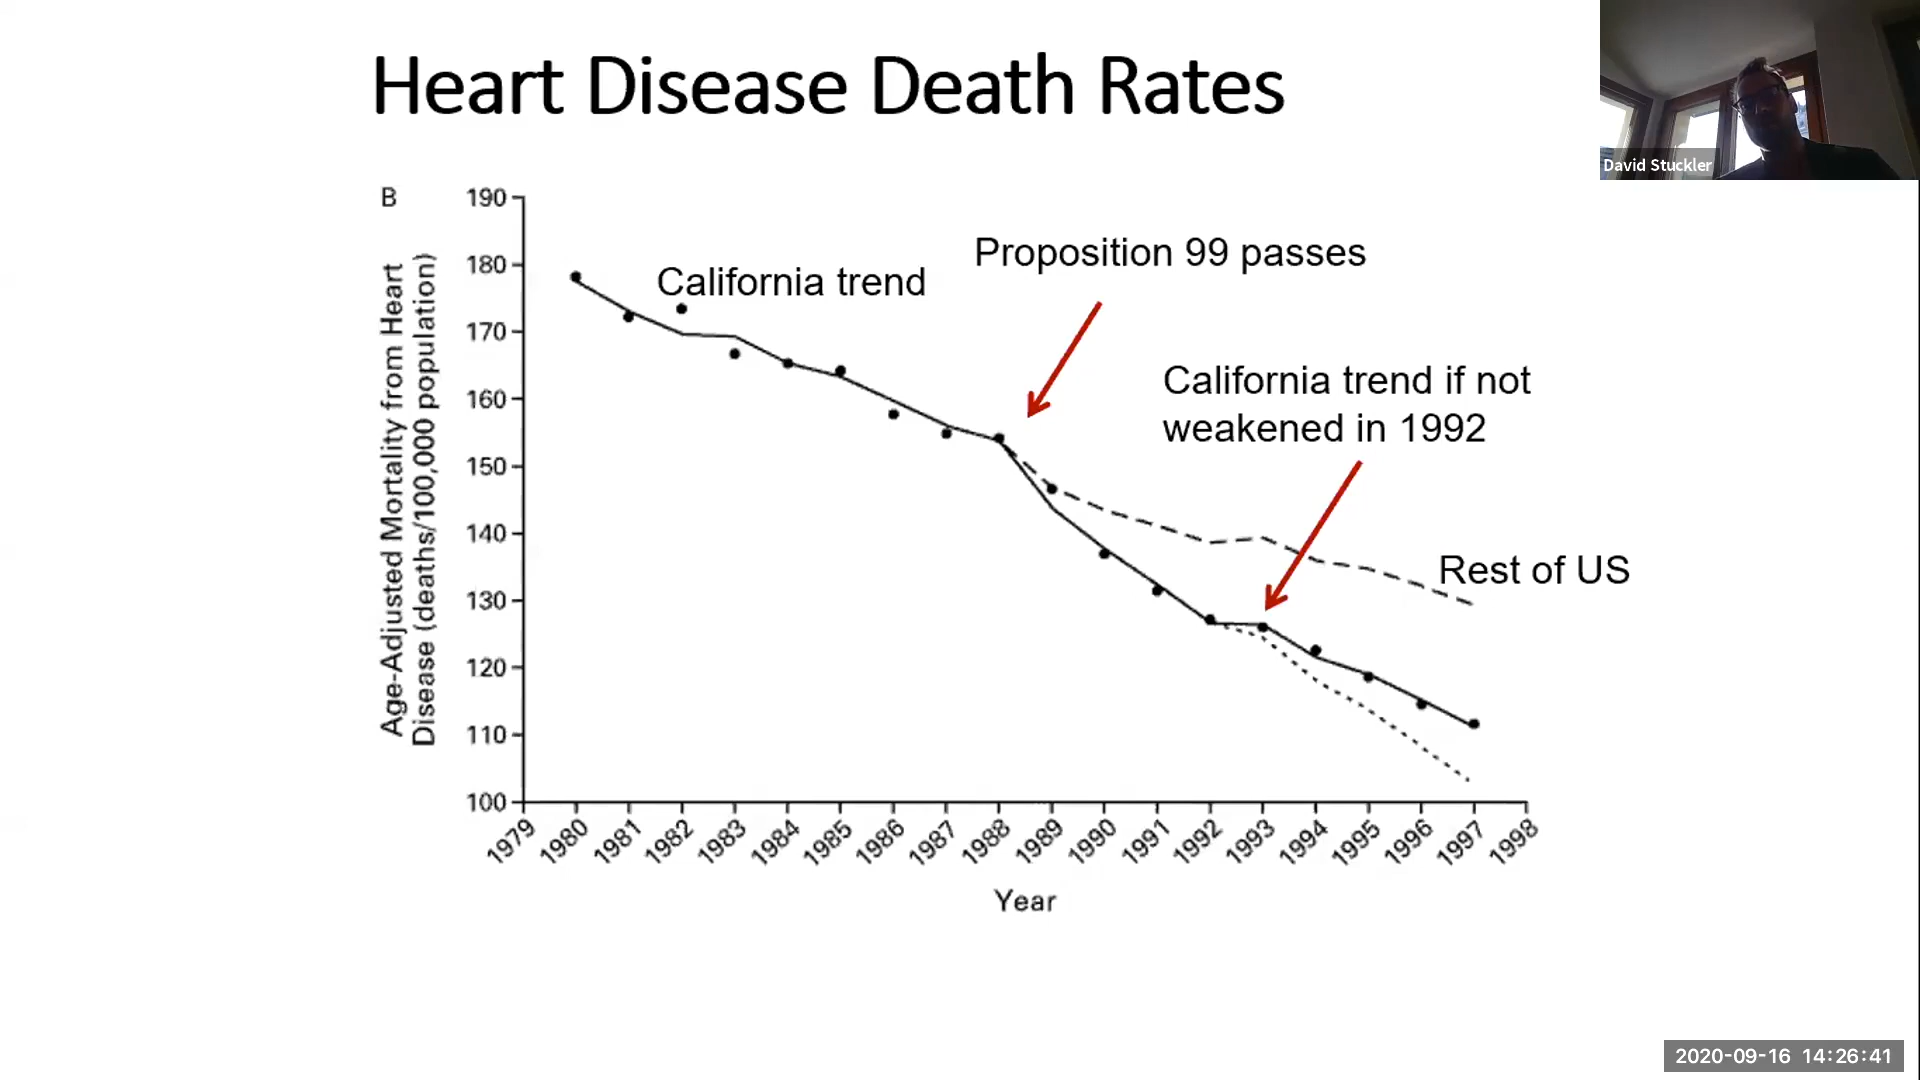 Heart Disease Death Rates
David Stuckler
B
Age-Adjusted Mortality from Heart
Disease (deaths/100,000 population)
190
180
170
160
150
140
130
120
110
100
California trend
Proposition 99 passes
California trend if not
weakened in 1992
Rest of US
1979
1980
1981
1982
1983
1984
1985
1986
1987
1988
1989
1990
1991
1992
1993
1994
1995
1996
1997
1998
Year
2020-09-16 14:26:41